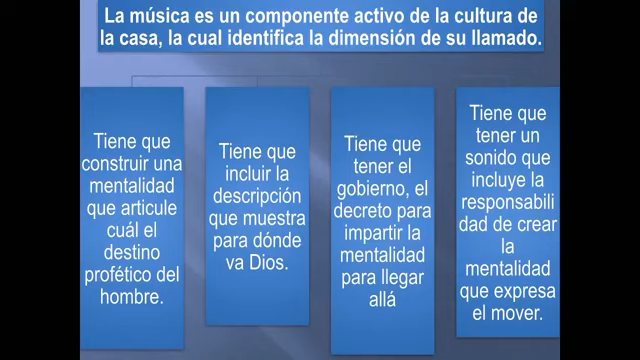 La música es un componente activo de la cultura de
la casa, la cual identifica la dimensión de su llamado.
Tiene que
construir una
mentalidad
que articule
cuál el
destino
profético del
hombre.
Tiene que
incluir la
descripción
que muestra
para dónde
va Dios.
Tiene que
tener el
gobierno, el
decreto para
impartir la
mentalidad
para llegar
allá
Tiene que
tener un
sonido que
incluye la
responsabili
dad de crear
la
mentalidad
que expresa
el mover.